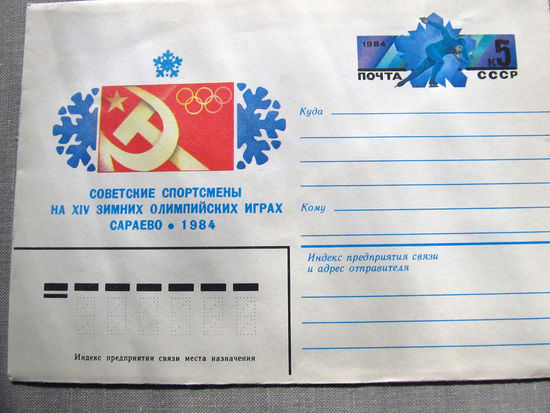 1984
К5
ПОЧТА СССР
СОВЕТСКИЕ СПОРТСМЕНЫ
НА XIV ЗИМНИХ ОЛИМПИЙСКИХ ИГРАХ
САРАЕВО • 1984
Куда
Кому
Индекс предприятия связи
и адрес отправителя
Индекс предприятия связи места назначения